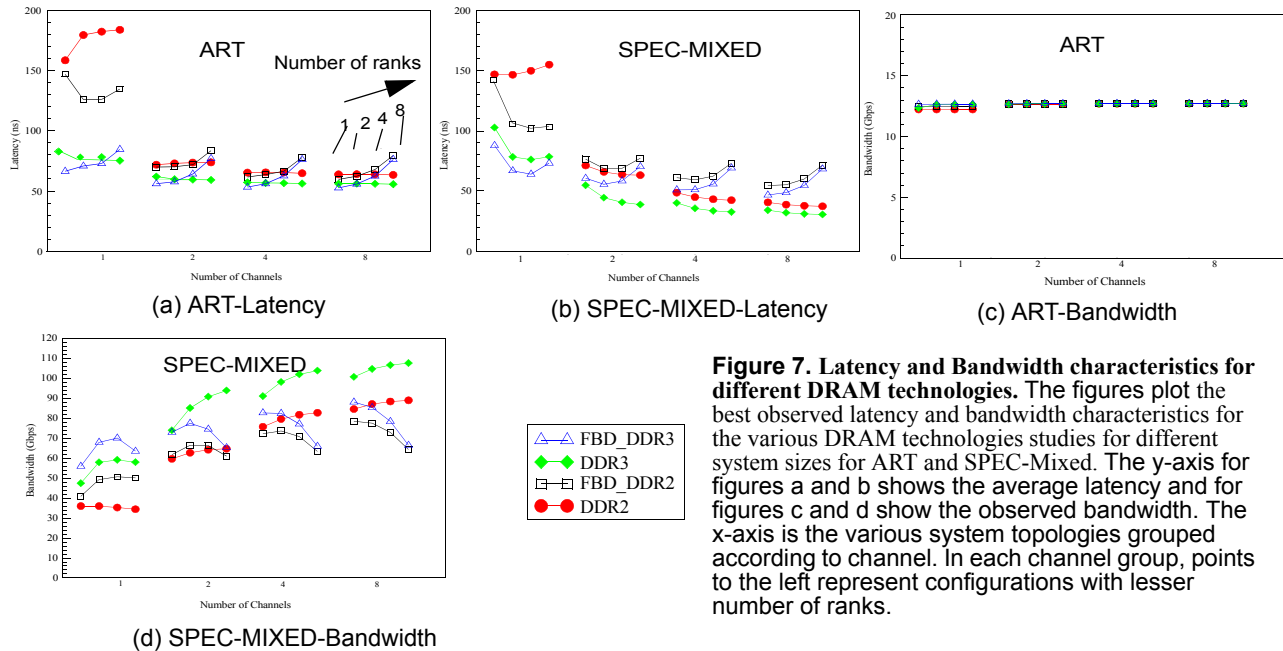 200
150
100
50
0
Latency (ns)
ART
Number of ranks
1
2
4
8
1
2
4
8
Number of Channels
(a) ART-Latency
200
150
100
50
0
Latency (ns)
SPEC-MIXED
1
2
4
8
Number of Channels
(b) SPEC-MIXED-Latency
20
15
10
5
0
Bandwidth (Gbps)
ART
1
2
4
8
Number of Channels
(c) ART-Bandwidth
120
110
100
90
80
70
60
50
40
30
20
10
0
Bandwidth (Gbps)
SPEC-MIXED
1
2
4
8
Number of Channels
(d) SPEC-MIXED-Bandwidth
FBD_DDR3
DDR3
FBD_DDR2
DDR2
Figure 7. Latency and Bandwidth characteristics for
different DRAM technologies. The figures plot the
best observed latency and bandwidth characteristics for
the various DRAM technologies studies for different
system sizes for ART and SPEC-Mixed. The y-axis for
figures a and b shows the average latency and for
figures c and d show the observed bandwidth. The
x-axis is the various system topologies grouped
according to channel. In each channel group, points
to the left represent configurations with lesser
number of ranks.